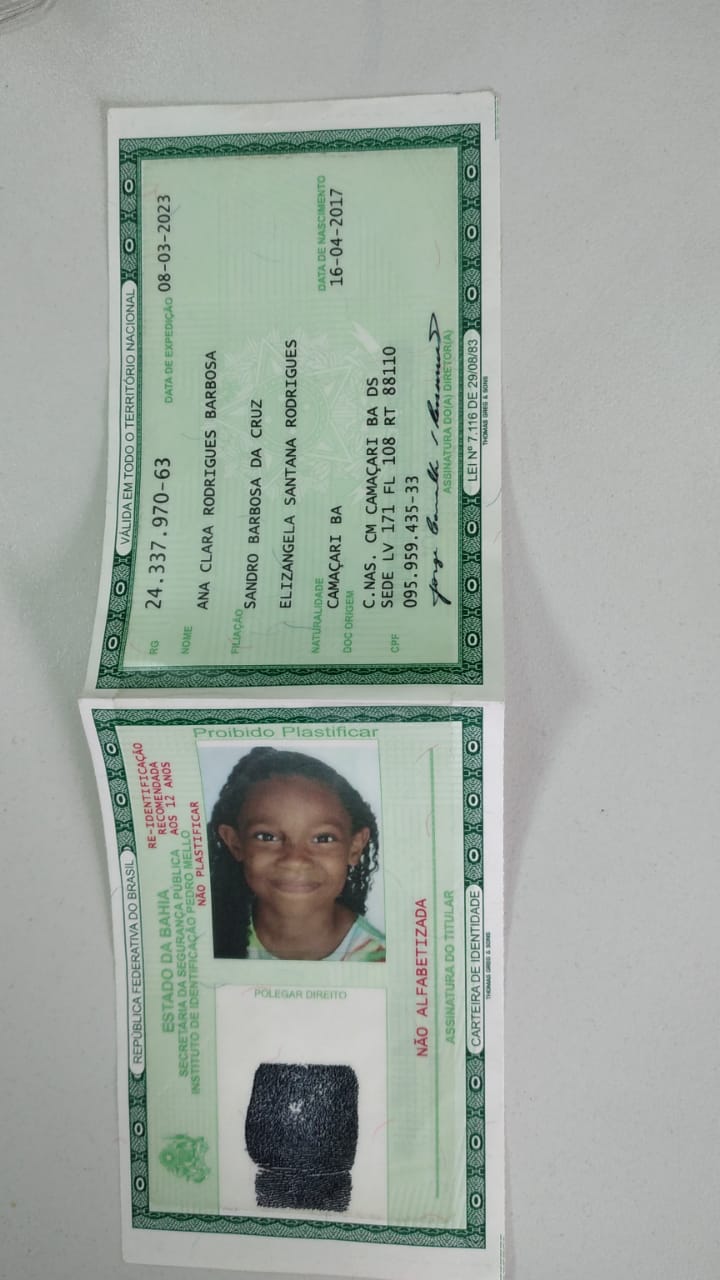 VÁLIDA EM TODO O TERRITÓRIO NACIONAL
RG 24.337.970-63 DATA DE EXPEDIÇÃO 08-03-2023
NOME
ANA CLARA RODRIGUES BARBOSA
FILIAÇÃO
SANDRO BARBOSA DA CRUZ
ELIZANGELA SANTANA RODRIGUES
NATURALIDADE DATA DE NASCIMENTO
CAMAÇARI BA 16-04-2017
DOC ORIGEM
C.NAS. CM CAMAÇARI BA DS
SEDE LV 171 FL 108 RT 88110
CPF 095.959.435-33
ASSINATURA DO(A) DIRETOR(A)
LEI Nº 7.116 DE 29/08/83
THOMAS GREG & SONS
REPÚBLICA FEDERATIVA DO BRASIL
ESTADO DA BAHIA
SECRETARIA DA SEGURANÇA PÚBLICA
INSTITUTO DE IDENTIFICAÇÃO PEDRO MELLO
RE-IDENTIFICAÇÃO
RECOMENDADA
AOS 12 ANOS
NÃO PLASTIFICAR
Proibido Plastificar
POLEGAR DIREITO
NÃO ALFABETIZADA
ASSINATURA DO TITULAR
CARTEIRA DE IDENTIDADE
THOMAS GREG & SONS